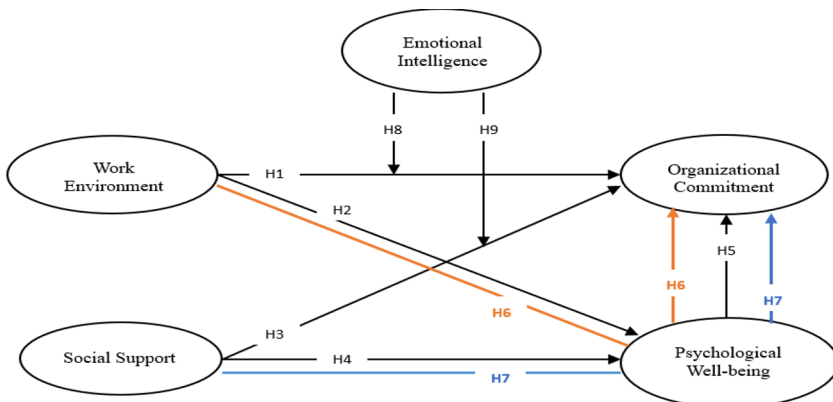 Emotional
Intelligence
H8
H9
Work
Environment
H1
Organizational
Commitment
H2
H5
H6
H7
H6
H3
Social Support
H4
H7
Psychological
Well-being